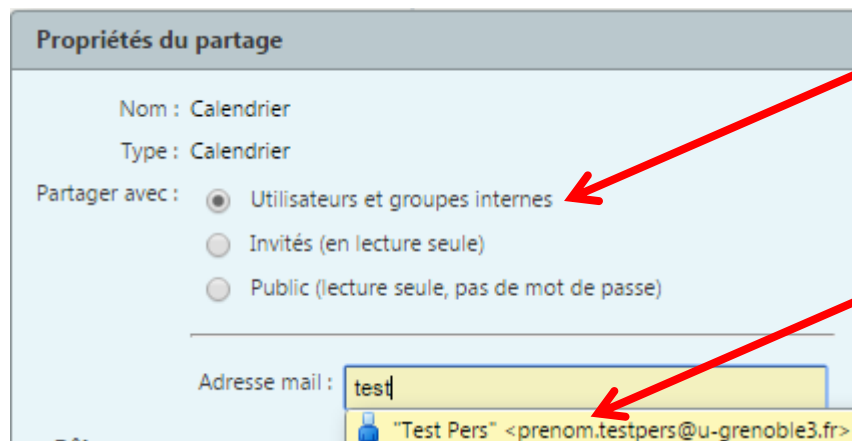 Propriétés du partage
Nom : Calendrier
Type : Calendrier
Partager avec : Utilisateurs et groupes internes
Invités (en lecture seule)
Public (lecture seule, pas de mot de passe)
Adresse mail : test
"Test Pers" <prenom.testpers@u-grenoble3.fr>